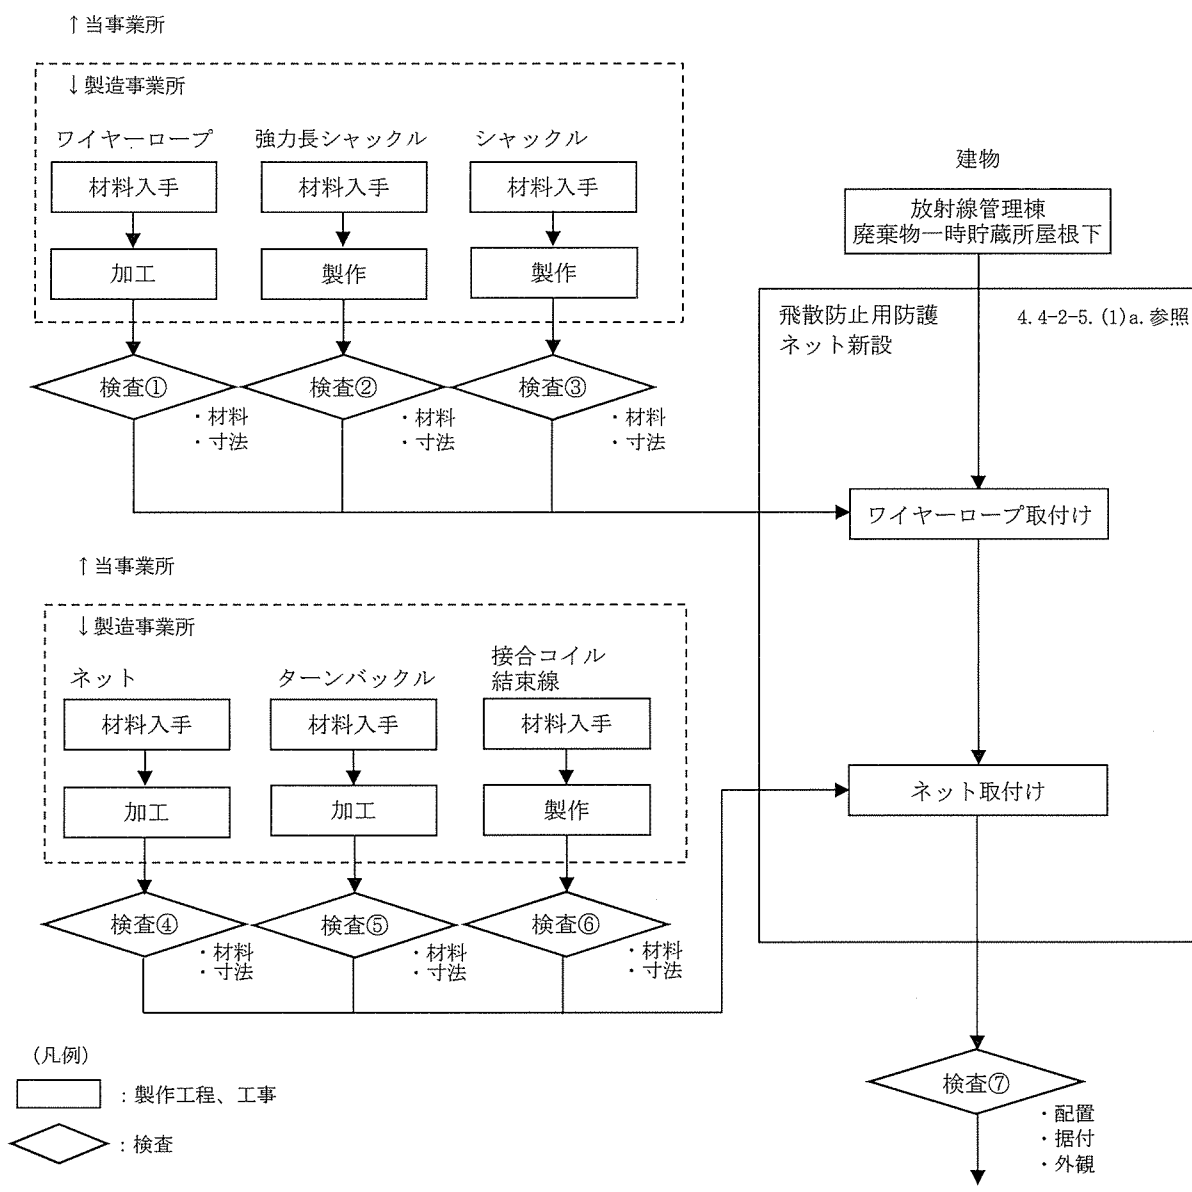 ↑当事業所
↓製造事業所
ワイヤーロープ
強力長シャックル
シャックル
材料入手
材料入手
材料入手
加工
製作
製作
検査①
検査②
検査③
・材料
・寸法
・材料
・寸法
・材料
・寸法
建物
放射線管理棟
廃棄物一時貯蔵所屋根下
飛散防止用防護
ネット新設
4.4-2-5.(1)a.参照
ワイヤーロープ取付け
↑当事業所
↓製造事業所
ネット
ターンバックル
接合コイル
結束線
材料入手
材料入手
材料入手
加工
加工
製作
検査④
検査⑤
検査⑥
・材料
・寸法
・材料
・寸法
・材料
・寸法
ネット取付け
検査⑦
・配置
・据付
・外観
(凡例)
：製作工程、工事
：検査